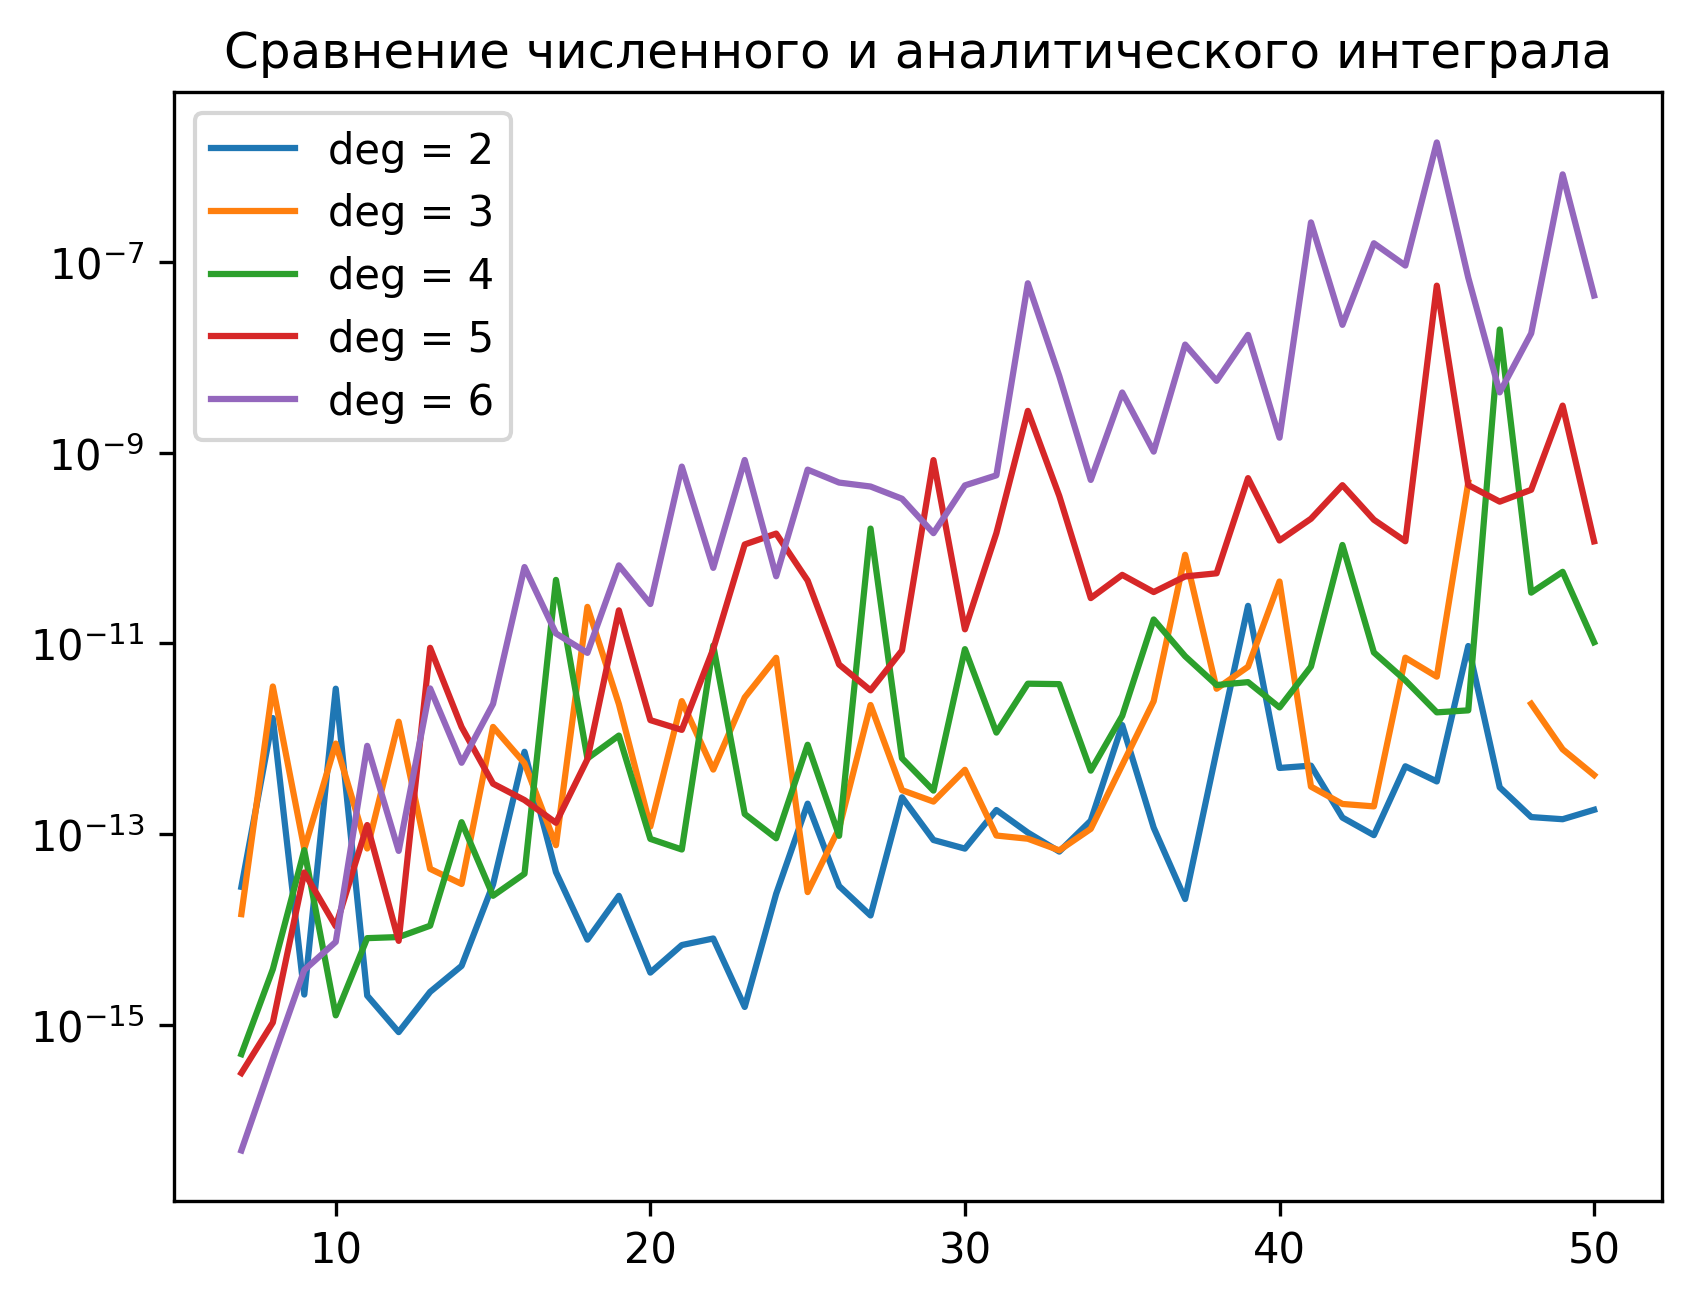 Сравнение численного и аналитического интеграла
deg = 2
deg = 3
deg = 4
deg = 5
deg = 6
10⁻⁷
10⁻⁹
10⁻¹¹
10⁻¹³
10⁻¹⁵
10 20 30 40 50